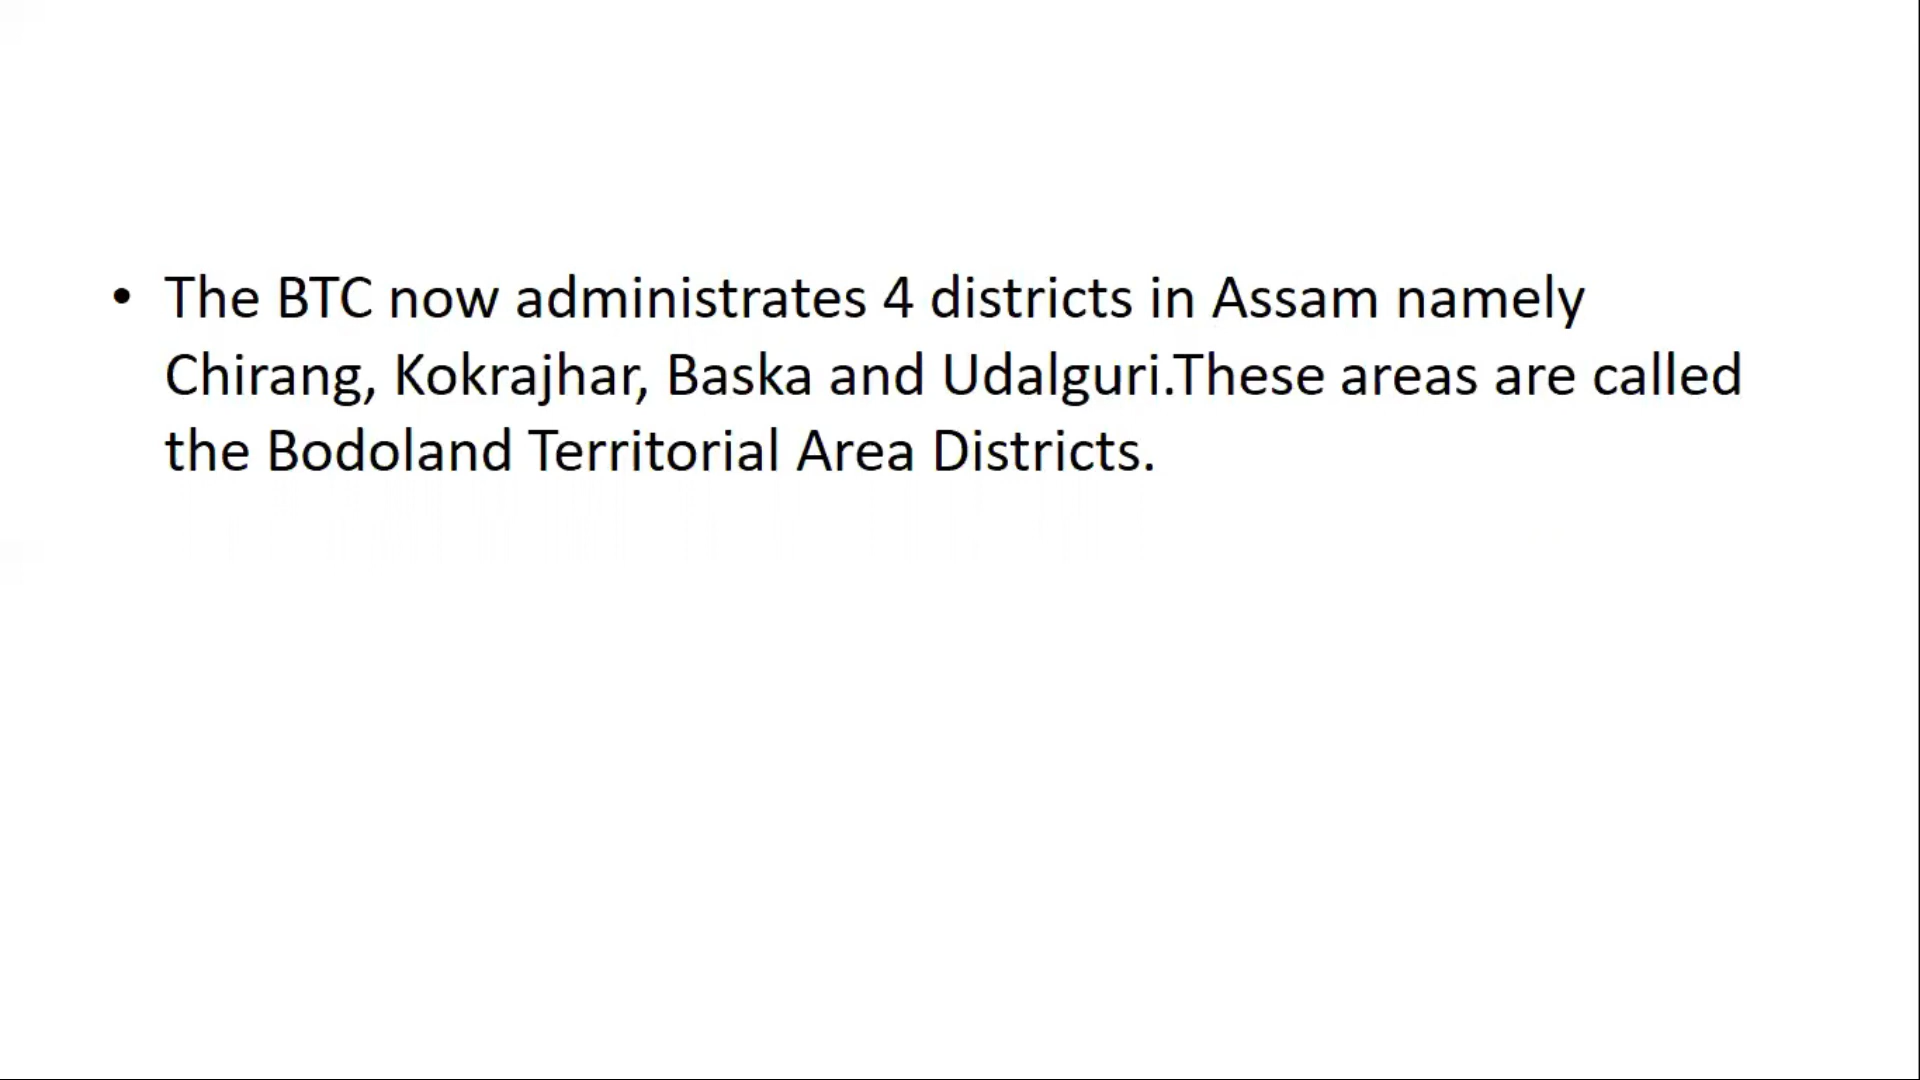 • The BTC now administrates 4 districts in Assam namely
Chirang, Kokrajhar, Baska and Udalguri.These areas are called
the Bodoland Territorial Area Districts.